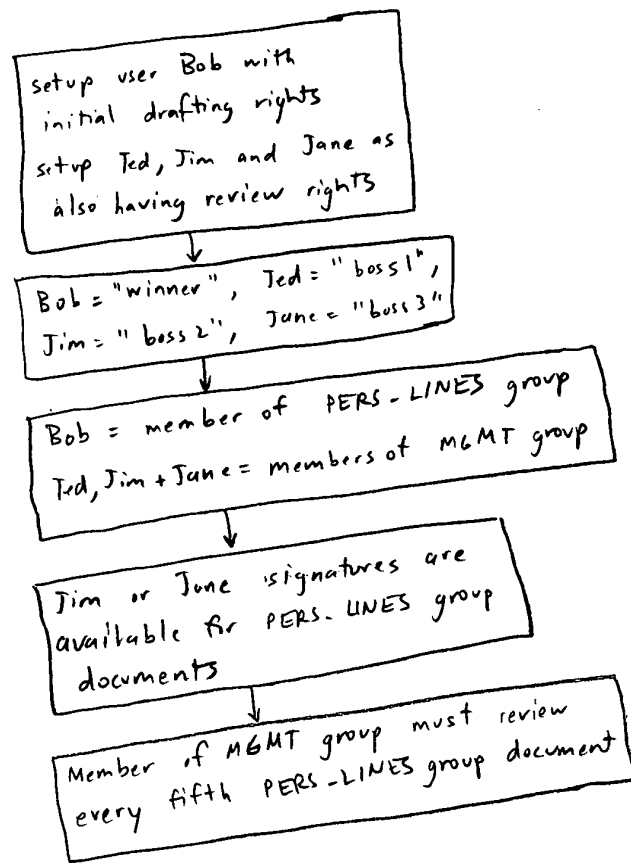 setup user Bob with
initial drafting rights
setup Ted, Jim and Jane as
also having review rights
Bob = "winner", Ted = "boss1",
Jim = "boss2", Jane = "boss3"
Bob = member of PERS-LINES group
Ted, Jim + Jane = members of MGMT group
Jim or Jane signatures are
available for PERS-LINES group
documents
Member of MGMT group must review
every fifth PERS-LINES group document